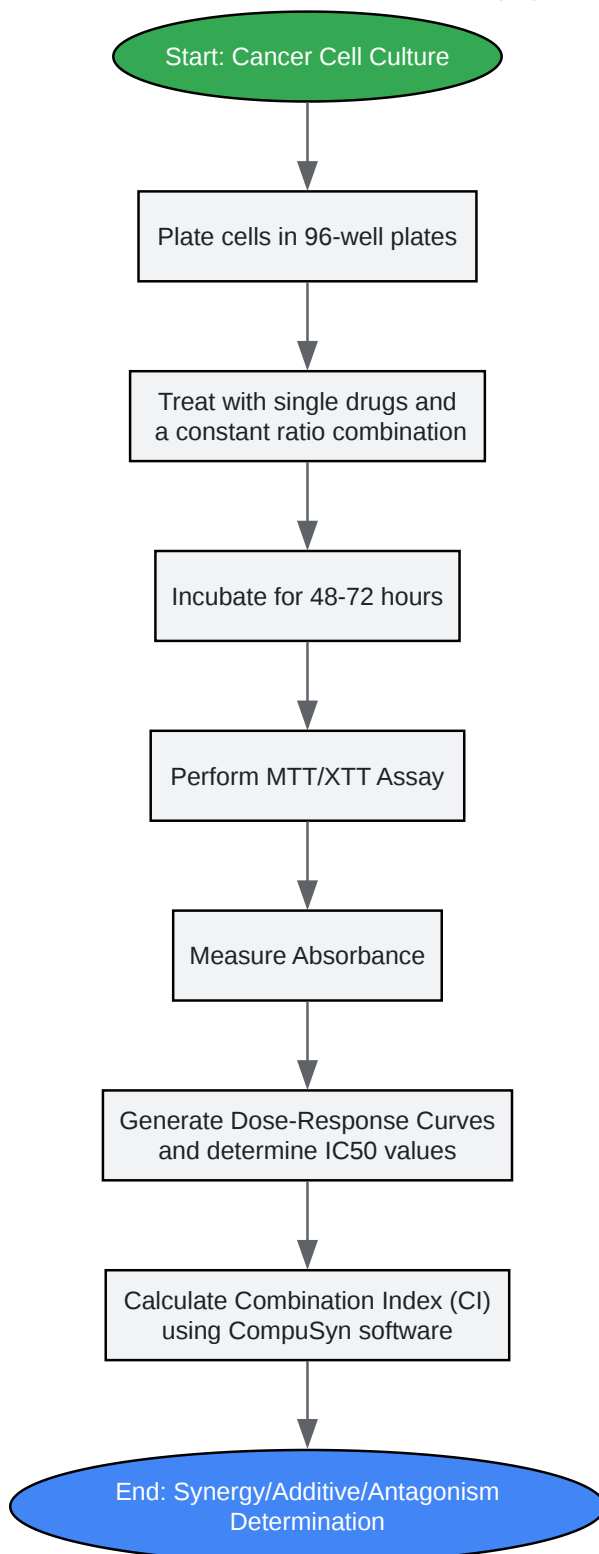 Start: Cancer Cell Culture
Plate cells in 96-well plates
Treat with single drugs and
a constant ratio combination
Incubate for 48-72 hours
Perform MTT/XTT Assay
Measure Absorbance
Generate Dose-Response Curves
and determine IC50 values
Calculate Combination Index (CI)
using CompuSyn software
End: Synergy/Additive/Antagonism
Determination